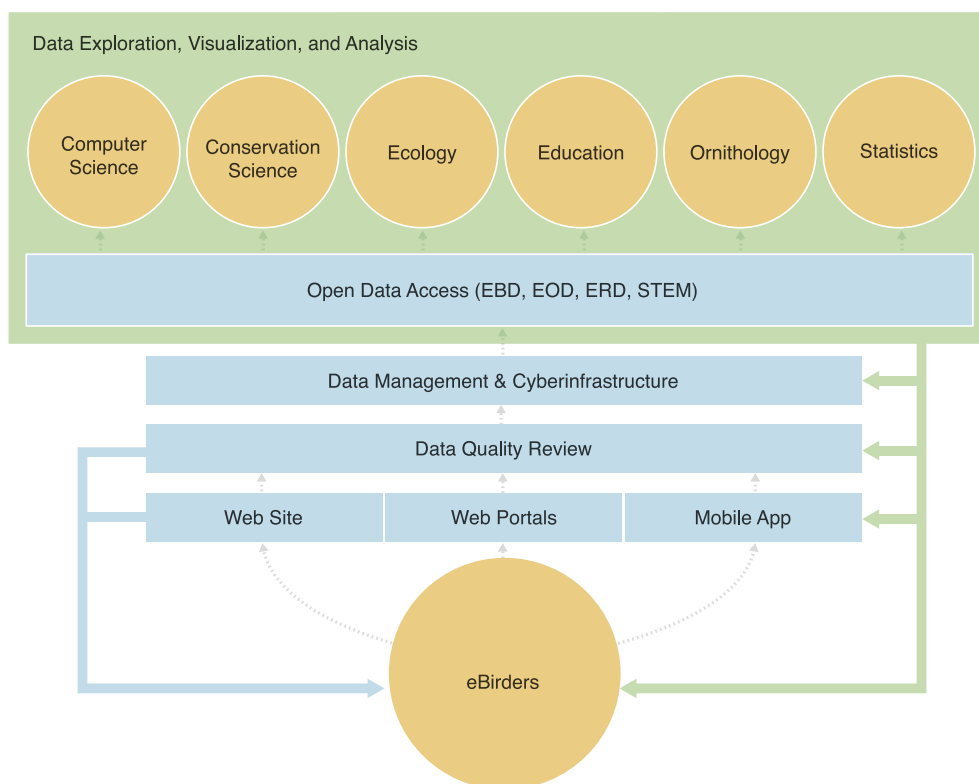 Data Exploration, Visualization, and Analysis
Computer
Science
Conservation
Science
Ecology
Education
Ornithology
Statistics
Open Data Access (EBD, EOD, ERD, STEM)
Data Management & Cyberinfrastructure
Data Quality Review
Web Site
Web Portals
Mobile App
eBirders